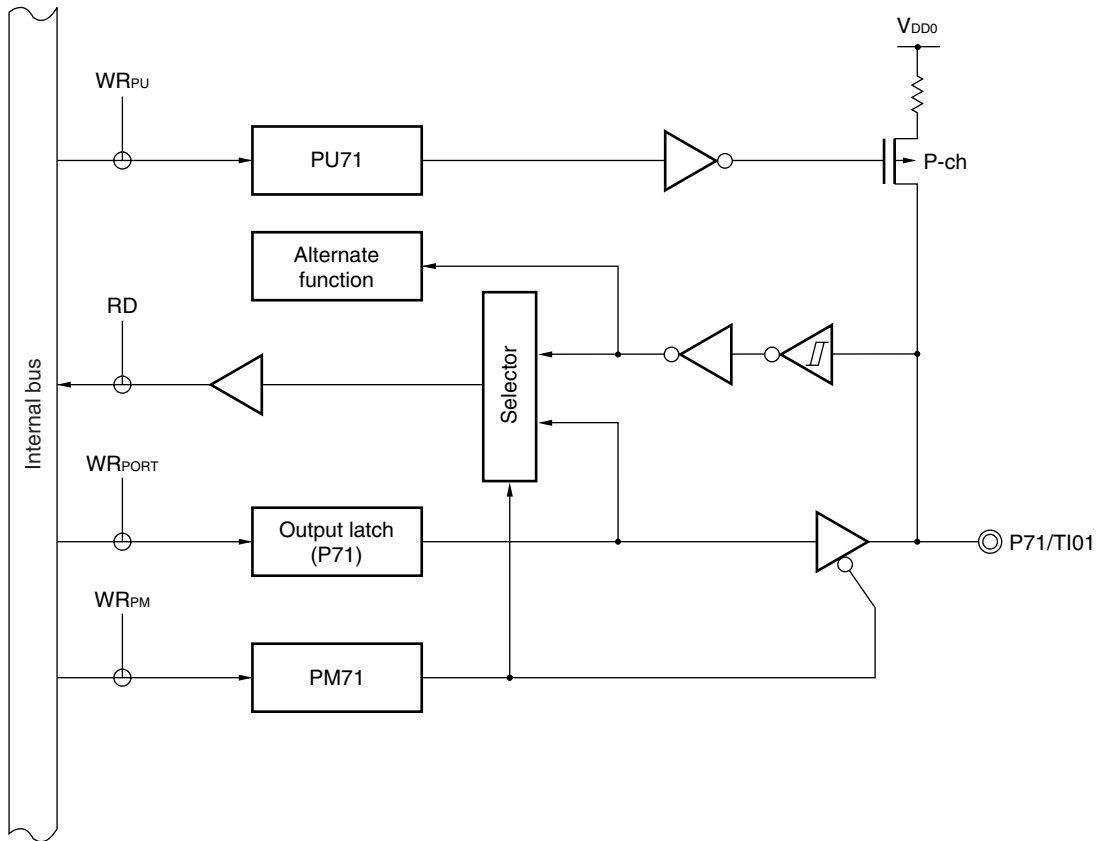 VDD0
WRPU
PU71
P-ch
Alternate
function
RD
Selector
Internal bus
WRPORT
Output latch
(P71)
P71/TI01
WRPM
PM71